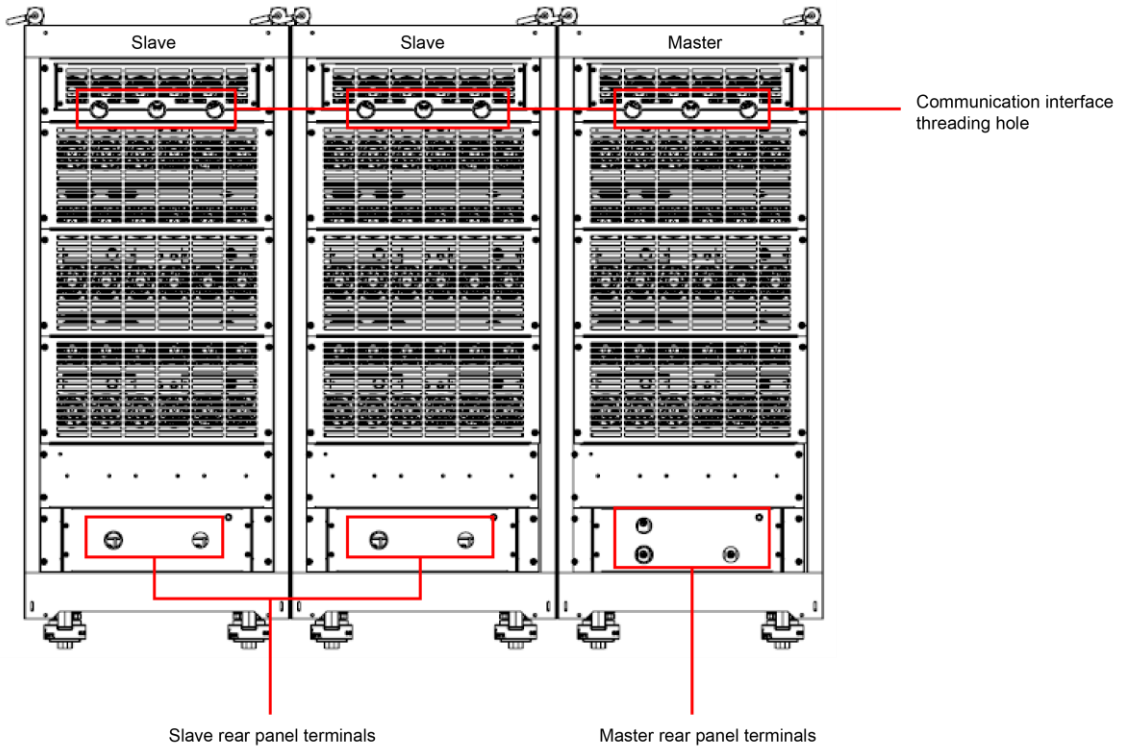 Slave
Slave
Master
Communication interface
threading hole
Slave rear panel terminals
Master rear panel terminals